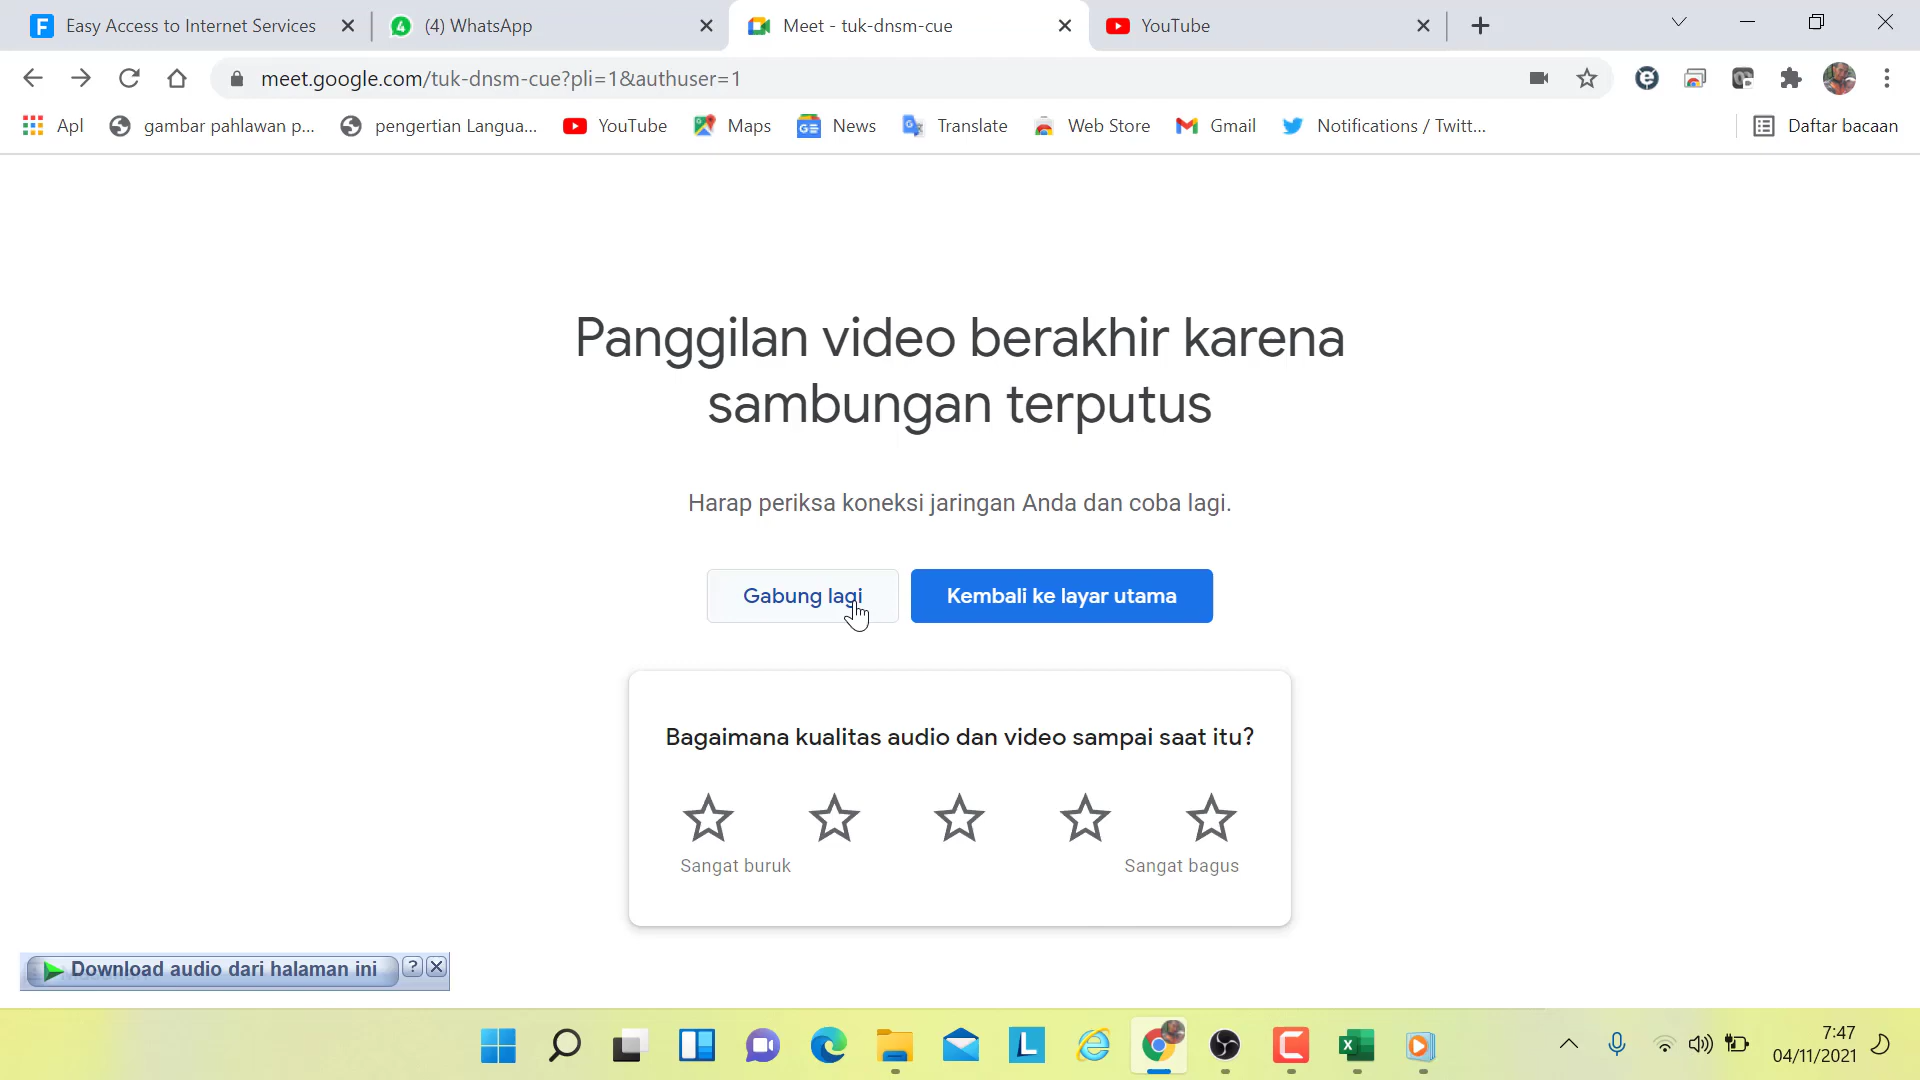 Easy Access to Internet Services
(4) WhatsApp
Meet - tuk-dnsm-cue
YouTube
meet.google.com/tuk-dnsm-cue?pli=1&authuser=1
Apl
gambar pahlawan p...
pengertian Langua...
YouTube
Maps
News
Translate
Web Store
Gmail
Notifications / Twitt...
Daftar bacaan
Panggilan video berakhir karena
sambungan terputus
Harap periksa koneksi jaringan Anda dan coba lagi.
Gabung lagi
Kembali ke layar utama
Bagaimana kualitas audio dan video sampai saat itu?
Sangat buruk
Sangat bagus
Download audio dari halaman ini
7:47
04/11/2021